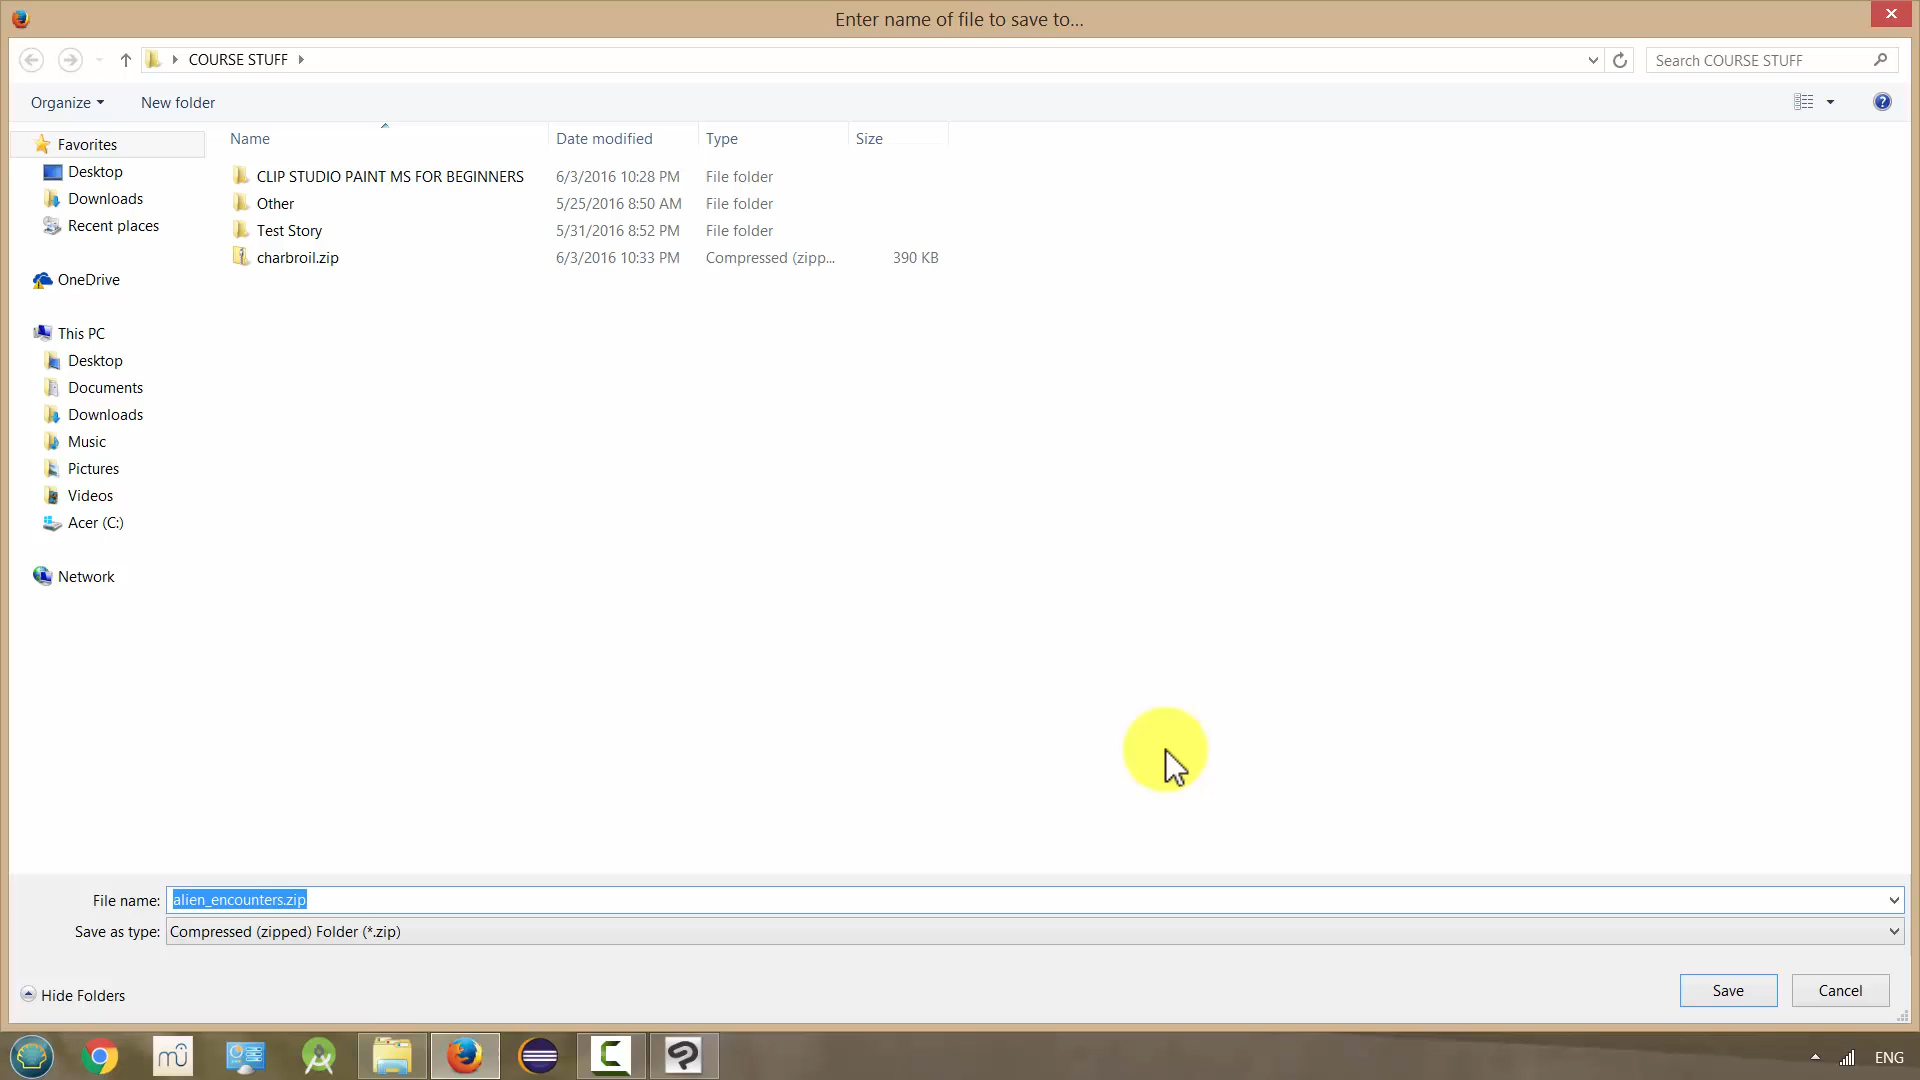 Enter name of file to save to...
COURSE STUFF
Search COURSE STUFF
Organize
New folder
Name
Date modified
Type
Size
Favorites
Desktop
Downloads
Recent places
OneDrive
This PC
Desktop
Documents
Downloads
Music
Pictures
Videos
Acer (C:)
Network
CLIP STUDIO PAINT MS FOR BEGINNERS 6/3/2016 10:28 PM File folder
Other 5/25/2016 8:50 AM File folder
Test Story 5/31/2016 8:52 PM File folder
charbroil.zip 6/3/2016 10:33 PM Compressed (zipp... 390 KB
File name: alien_encounters.zip
Save as type: Compressed (zipped) Folder (*.zip)
Hide Folders
Save
Cancel
ENG